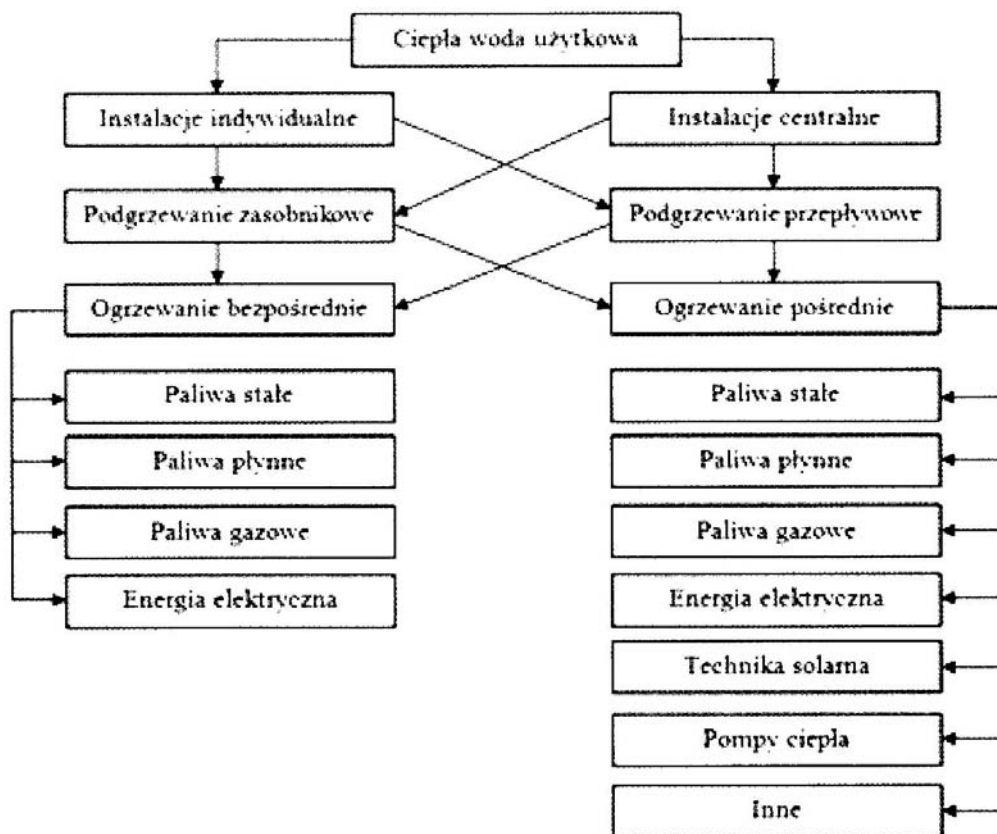 Ciepła woda użytkowa
Instalacje indywidualne
Instalacje centralne
Podgrzewanie zasobnikowe
Podgrzewanie przepływowe
Ogrzewanie bezpośrednie
Ogrzewanie pośrednie
Paliwa stałe
Paliwa stałe
Paliwa płynne
Paliwa płynne
Paliwa gazowe
Paliwa gazowe
Energia elektryczna
Energia elektryczna
Technika solarna
Pompy ciepła
Inne